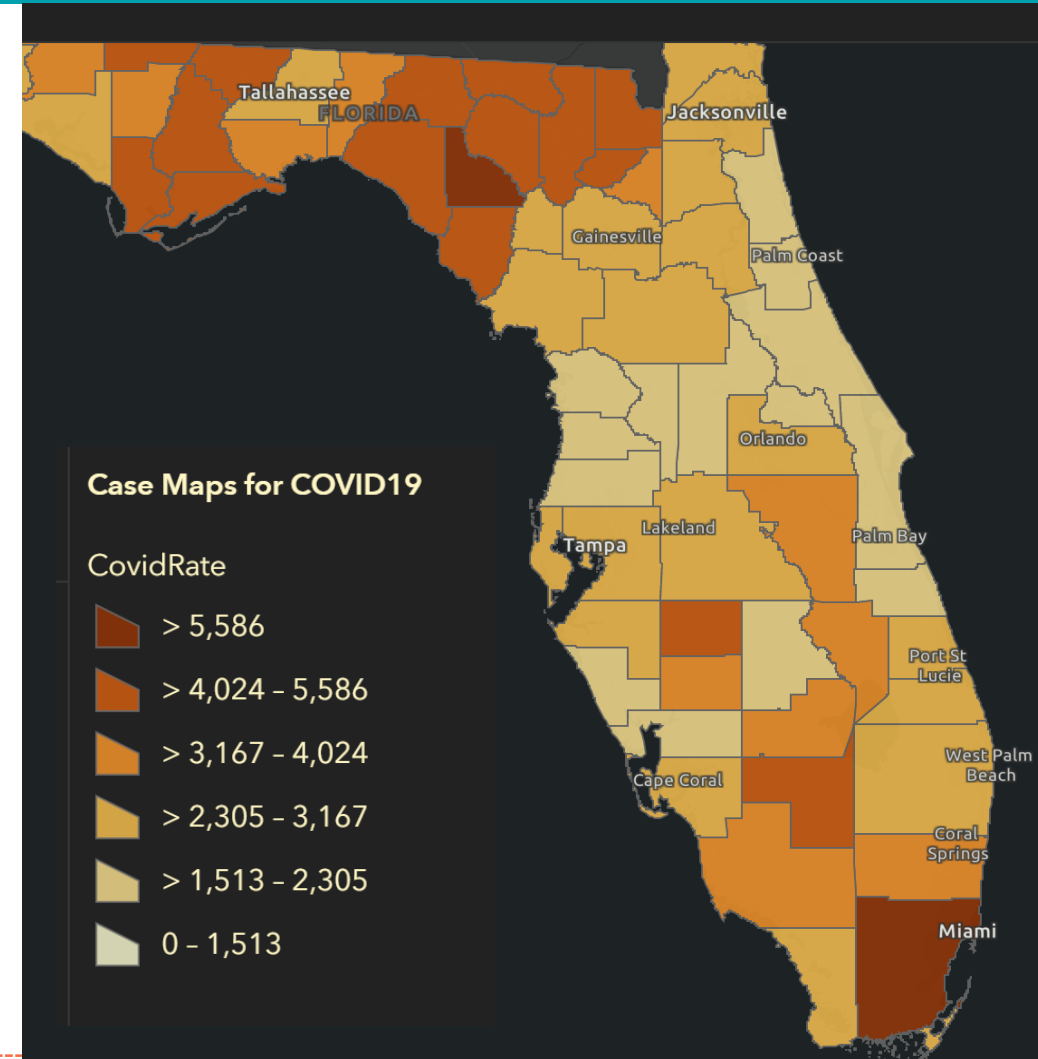 Tallahassee
FLORIDA
Jacksonville
Gainesville
Palm Coast
Orlando
Case Maps for COVID19
Lakeland
Tampa
Palm Bay
CovidRate
> 5,586
Port St
Lucie
> 4,024 – 5,586
> 3,167 – 4,024
West Palm
Beach
Cape Coral
> 2,305 – 3,167
Coral
Springs
> 1,513 – 2,305
Miami
0 – 1,513